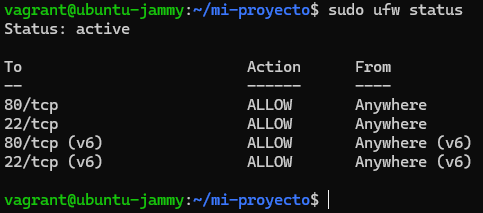 vagrant@ubuntu-jammy:~/mi-proyecto$ sudo ufw status
Status: active
To                         Action      From
--                         ------      ----
80/tcp                     ALLOW       Anywhere
22/tcp                     ALLOW       Anywhere
80/tcp (v6)                ALLOW       Anywhere (v6)
22/tcp (v6)                ALLOW       Anywhere (v6)
vagrant@ubuntu-jammy:~/mi-proyecto$